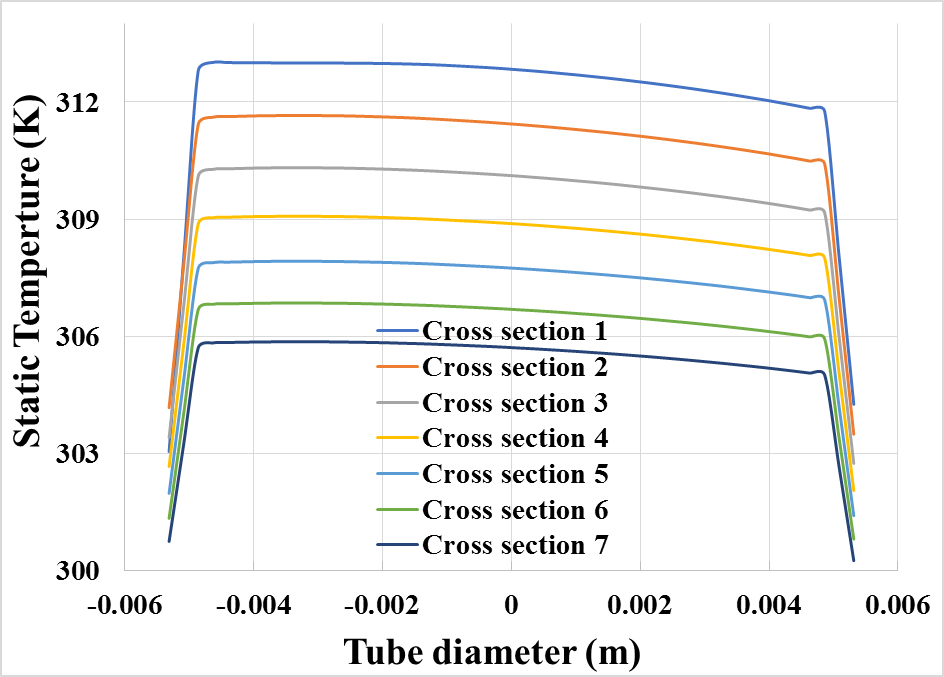 Static Temperture (K)
312
309
306
303
300
Cross section 1
Cross section 2
Cross section 3
Cross section 4
Cross section 5
Cross section 6
Cross section 7
-0.006 -0.004 -0.002 0 0.002 0.004 0.006
Tube diameter (m)